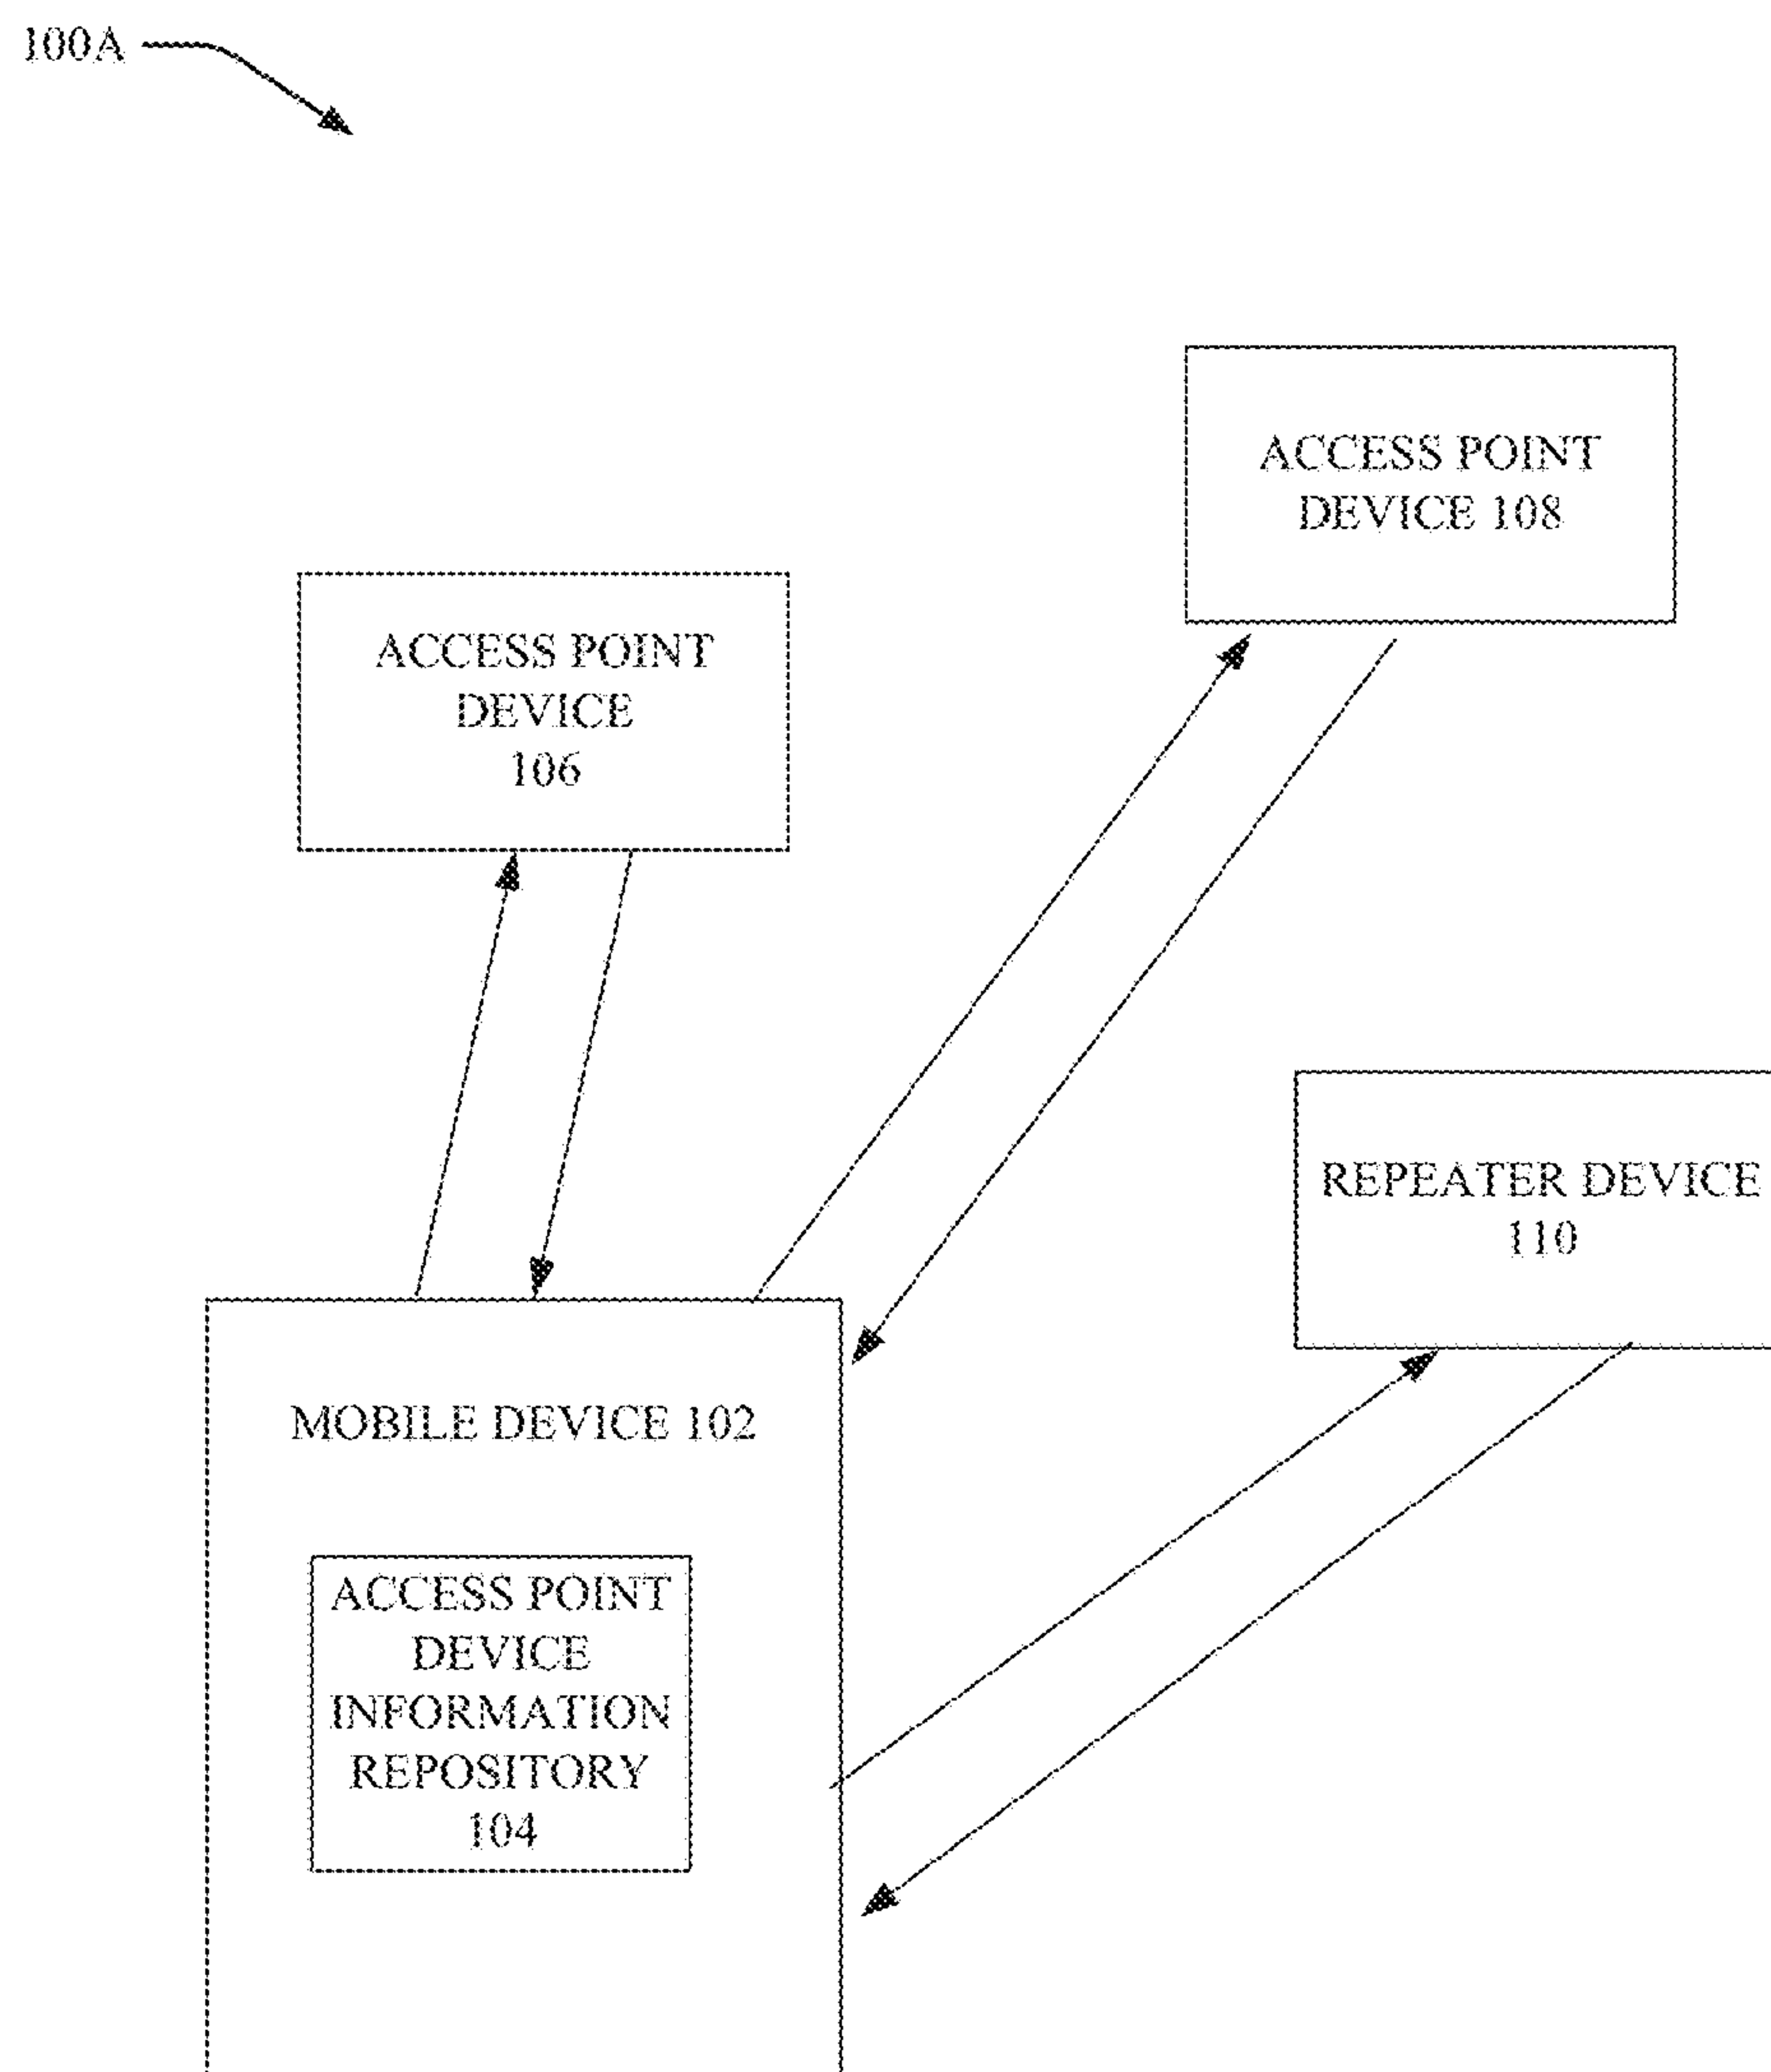 100A
ACCESS POINT
DEVICE 108
ACCESS POINT
DEVICE
106
REPEATER DEVICE
110
MOBILE DEVICE 102
ACCESS POINT
DEVICE
INFORMATION
REPOSITORY
104